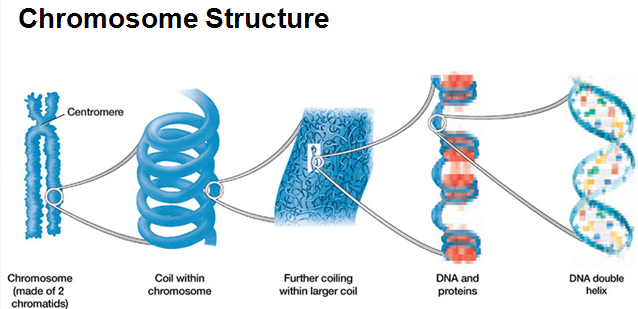 Chromosome Structure
Centromere
Chromosome
(made of 2
chromatids)
Coil within
chromosome
Further coiling
within larger coil
DNA and
proteins
DNA double
helix